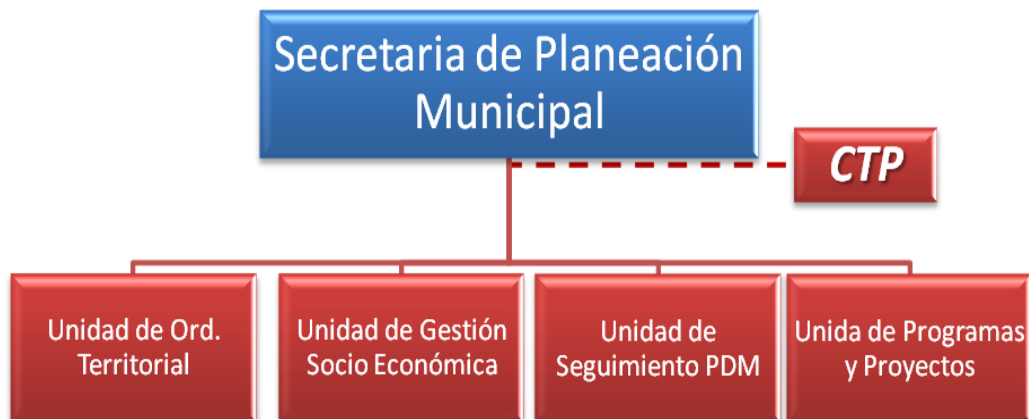 Secretaria de Planeación
Municipal
CTP
Unidad de Ord.
Territorial
Unidad de Gestión
Socio Económica
Unidad de
Seguimiento PDM
Unida de Programas
y Proyectos